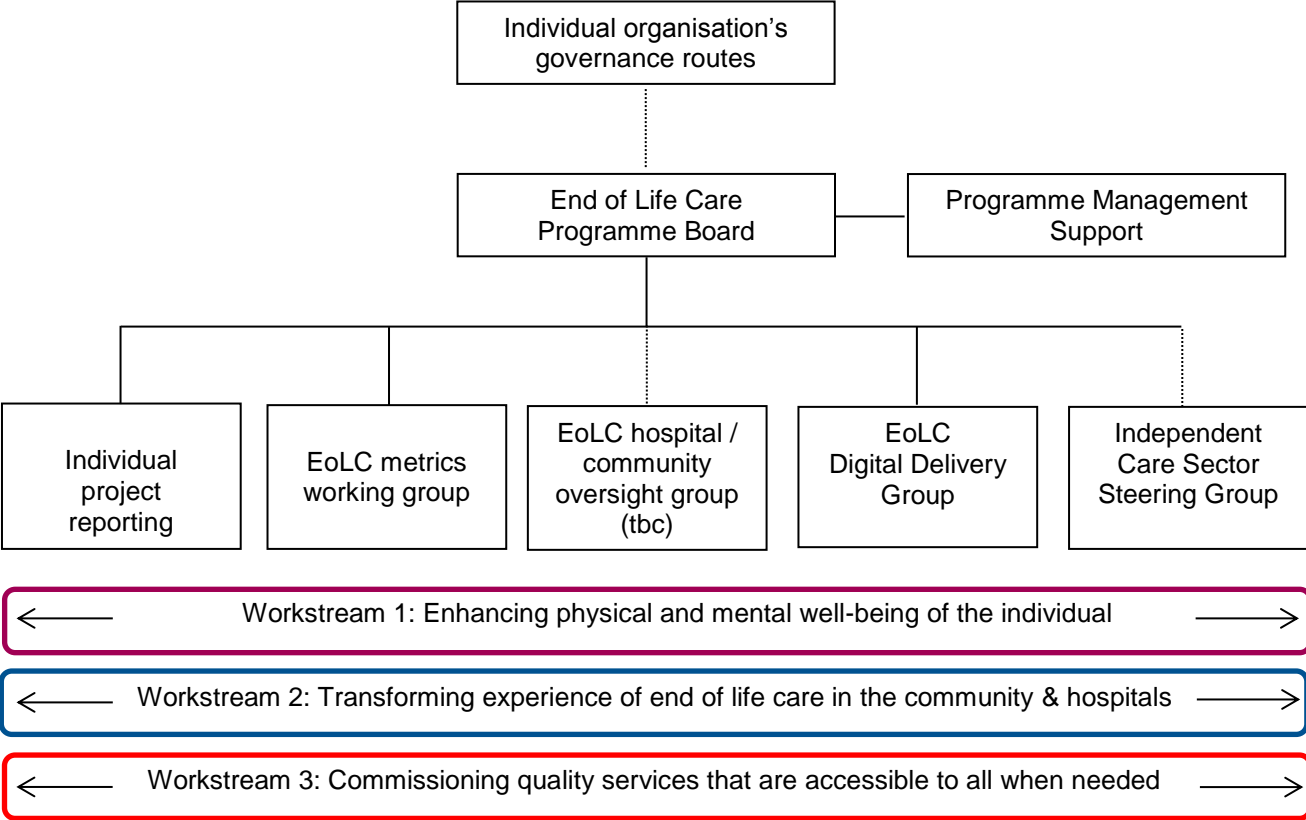 Individual organisation’s
governance routes
End of Life Care
Programme Board
Programme Management
Support
Individual
project
reporting
EoLC metrics
working group
EoLC hospital /
community
oversight group
(tbc)
EoLC
Digital Delivery
Group
Independent
Care Sector
Steering Group
Workstream 1: Enhancing physical and mental well-being of the individual
Workstream 2: Transforming experience of end of life care in the community & hospitals
Workstream 3: Commissioning quality services that are accessible to all when needed